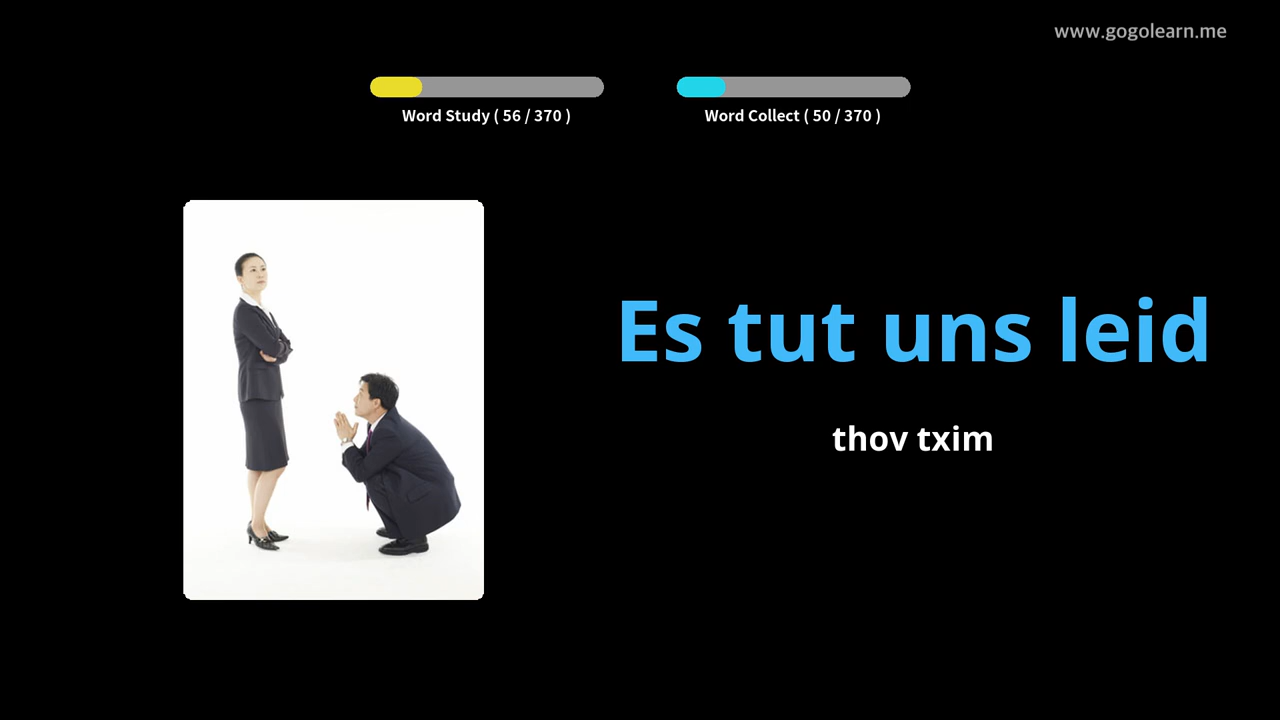 www.gogolearn.me
Word Study ( 56 / 370 )
Word Collect ( 50 / 370 )
Es tut uns leid
thov txim